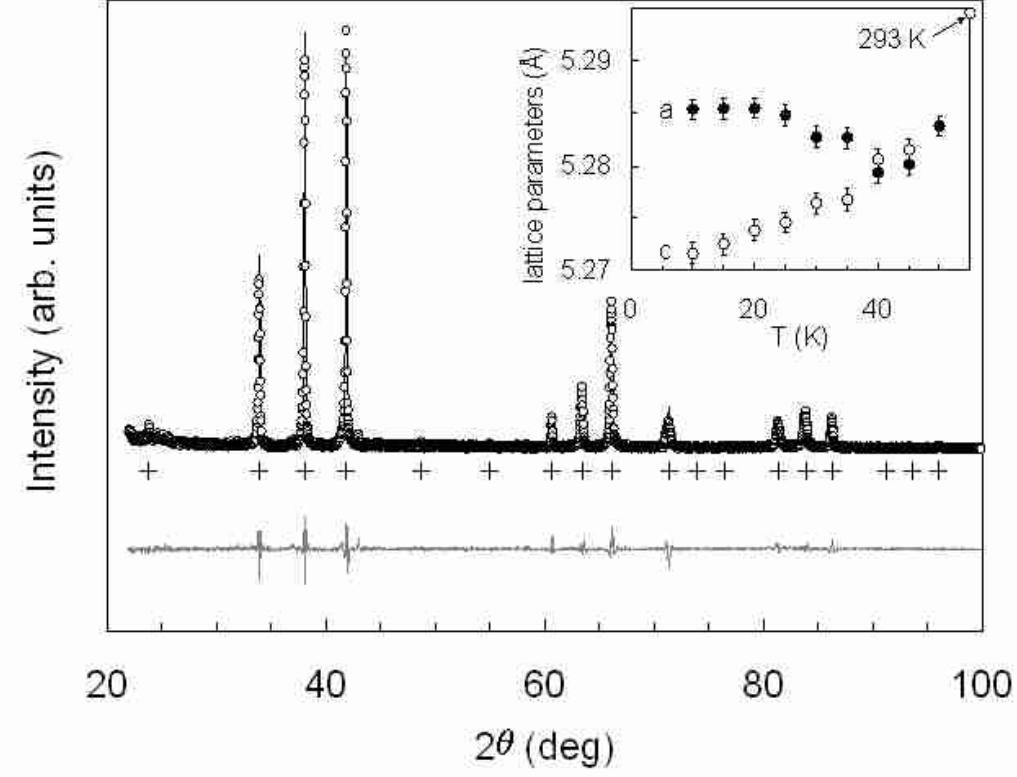 293 K
5.29
a
5.28
c
5.27
lattice parameters (Å)
0 20 40
T (K)
Intensity (arb. units)
20 40 60 80 100
2θ (deg)